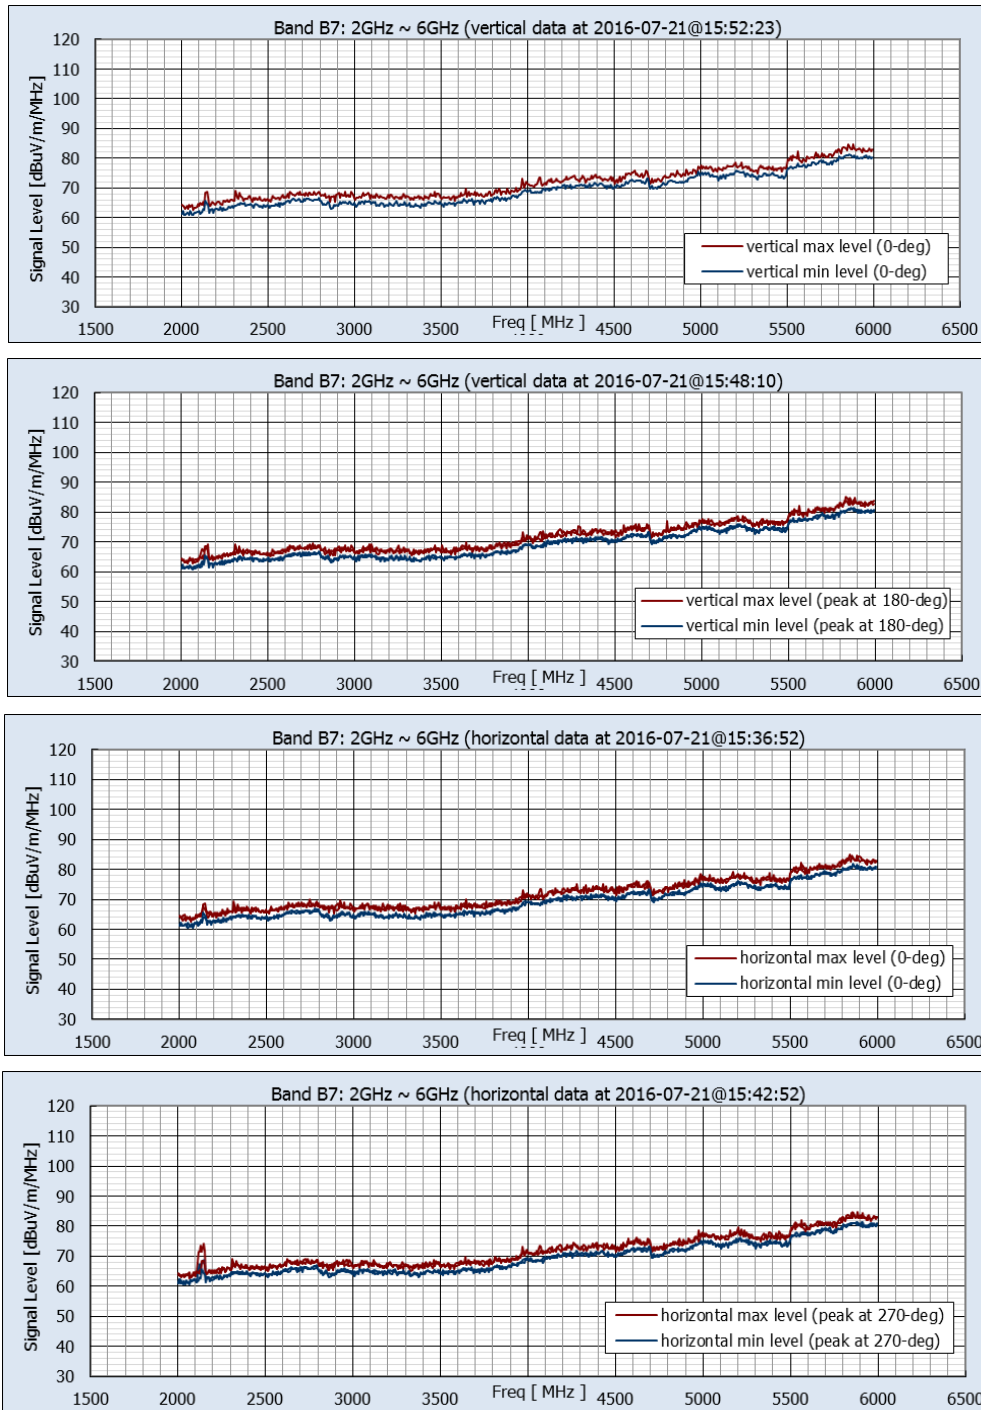 Band B7: 2GHz ~ 6GHz (vertical data at 2016-07-21@15:52:23)
Signal Level [dBuV/m/MHz]
120
110
100
90
80
70
60
50
40
30
vertical max level (0-deg)
vertical min level (0-deg)
1500 2000 2500 3000 3500 4500 5000 5500 6000 6500
Freq [ MHz ]
Band B7: 2GHz ~ 6GHz (vertical data at 2016-07-21@15:48:10)
Signal Level [dBuV/m/MHz]
120
110
100
90
80
70
60
50
40
30
vertical max level (peak at 180-deg)
vertical min level (peak at 180-deg)
1500 2000 2500 3000 3500 4500 5000 5500 6000 6500
Freq [ MHz ]
Band B7: 2GHz ~ 6GHz (horizontal data at 2016-07-21@15:36:52)
Signal Level [dBuV/m/MHz]
120
110
100
90
80
70
60
50
40
30
horizontal max level (0-deg)
horizontal min level (0-deg)
1500 2000 2500 3000 3500 4500 5000 5500 6000 6500
Freq [ MHz ]
Band B7: 2GHz ~ 6GHz (horizontal data at 2016-07-21@15:42:52)
Signal Level [dBuV/m/MHz]
120
110
100
90
80
70
60
50
40
30
horizontal max level (peak at 270-deg)
horizontal min level (peak at 270-deg)
1500 2000 2500 3000 3500 4500 5000 5500 6000 6500
Freq [ MHz ]